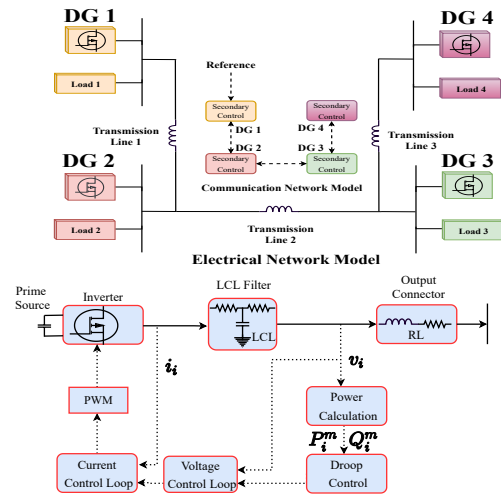 DG 1
DG 4
Load 1
Load 4
Reference
Secondary
Control
Secondary
Control
DG 1
DG 4
DG 2
DG 3
Secondary
Control
Secondary
Control
Communication Network Model
Transmission
Line 1
Transmission
Line 3
DG 2
DG 3
Load 2
Load 3
Transmission
Line 2
Electrical Network Model
Prime
Source
Inverter
LCL Filter
LCL
Output
Connector
RL
i_i
v_i
PWM
Power
Calculation
P_i^m Q_i^m
Current
Control Loop
Voltage
Control Loop
Droop
Control